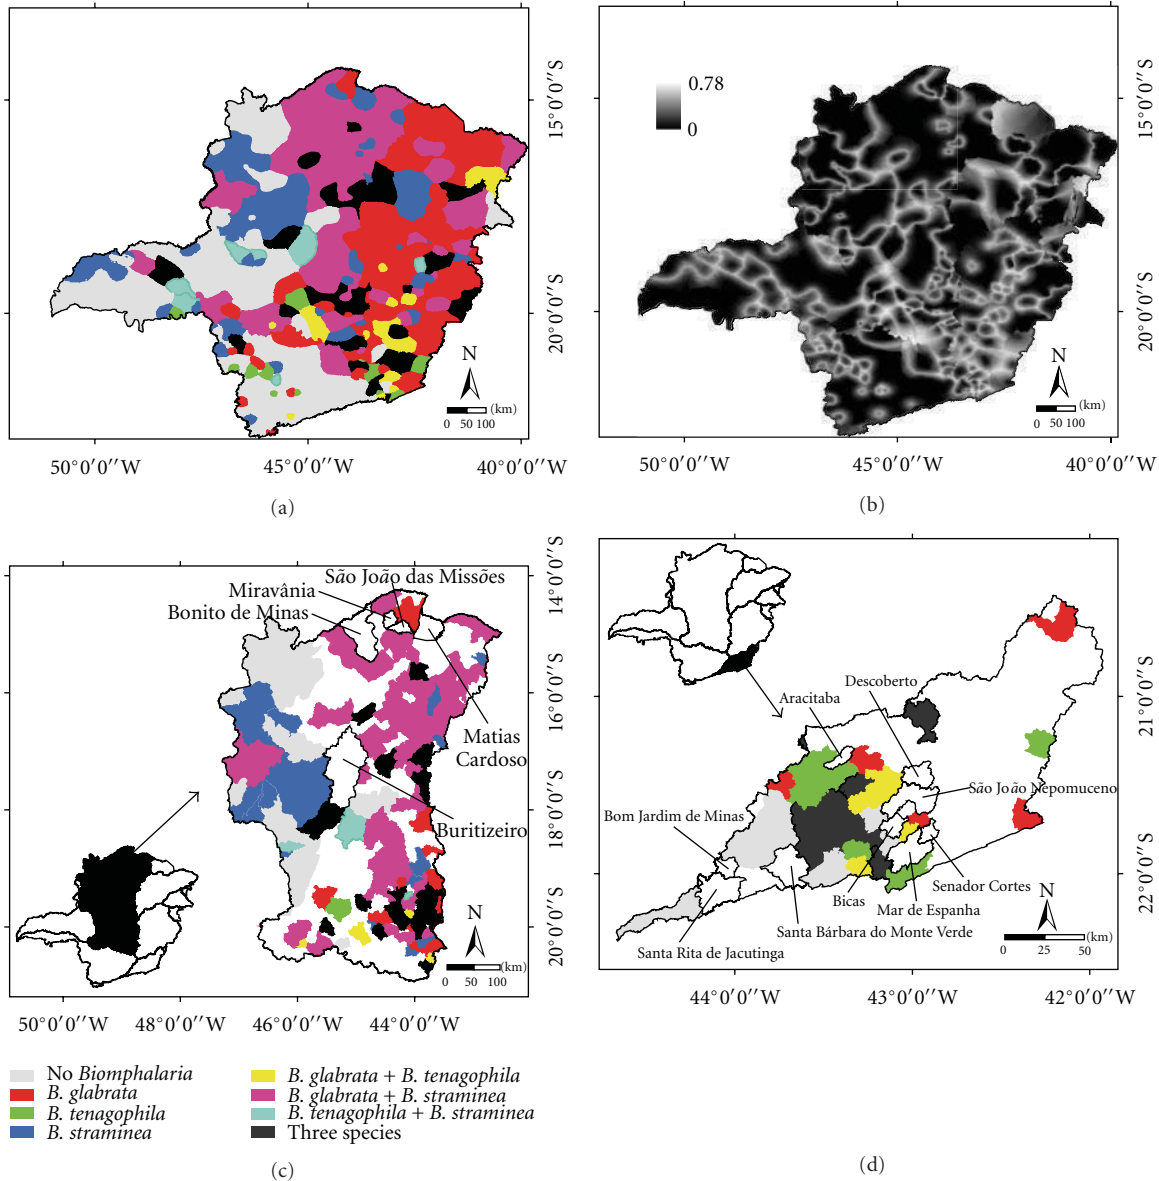 15°0′0″S
20°0′0″S
N
(km)
0 50 100
50°0′0″W
45°0′0″W
40°0′0″W
(a)
0.78
0
15°0′0″S
20°0′0″S
N
(km)
0 50 100
50°0′0″W
45°0′0″W
40°0′0″W
(b)
São João das Missões
Miravânia
Bonito de Minas
Matias
Cardoso
Buritizeiro
14°0′0″S
16°0′0″S
18°0′0″S
20°0′0″S
N
(km)
0 50 100
50°0′0″W
48°0′0″W
46°0′0″W
44°0′0″W
No Biomphalaria
B. glabrata
B. tenagophila
B. straminea
B. glabrata + B. tenagophila
B. glabrata + B. straminea
B. tenagophila + B. straminea
Three species
(c)
Descoberto
Aracitaba
São João Nepomuceno
Bom Jardim de Minas
Senador Cortes
Bicas
Mar de Espanha
Santa Bárbara do Monte Verde
Santa Rita de Jacutinga
21°0′0″S
22°0′0″S
N
(km)
0 25 50
44°0′0″W
43°0′0″W
42°0′0″W
(d)